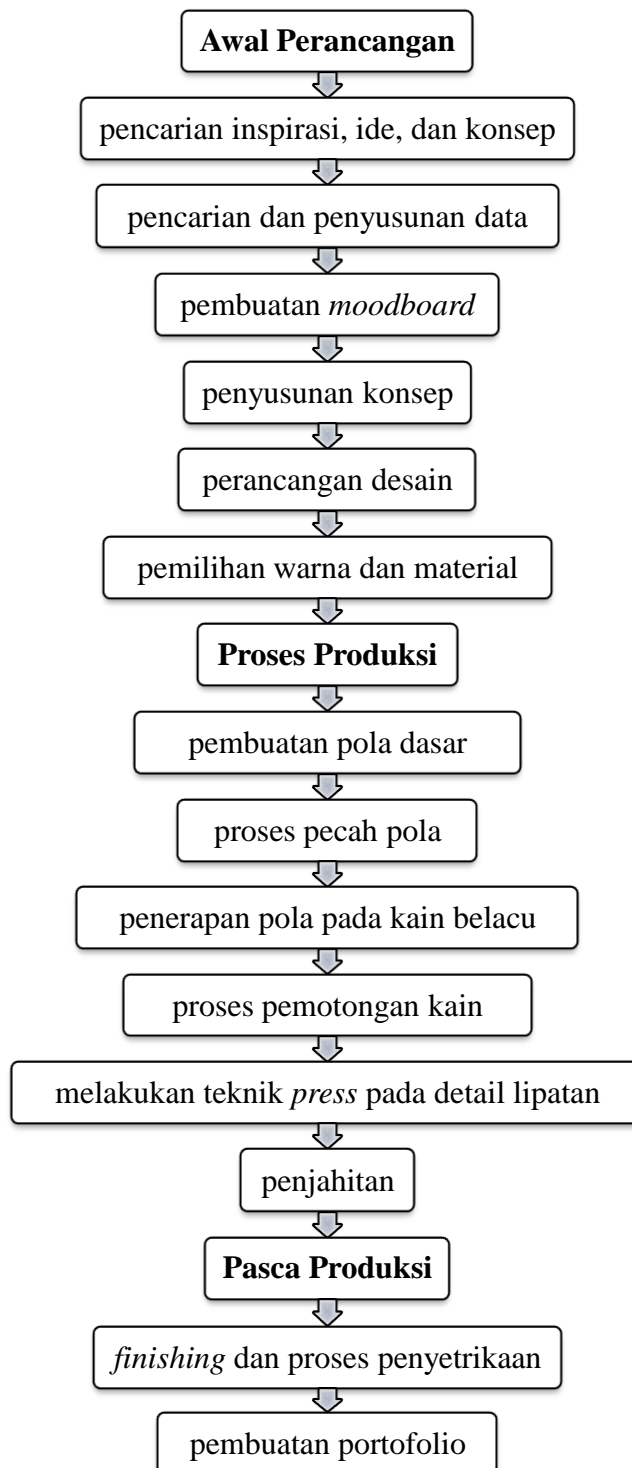 Awal Perancangan
pencarian inspirasi, ide, dan konsep
pencarian dan penyusunan data
pembuatan moodboard
penyusunan konsep
perancangan desain
pemilihan warna dan material
Proses Produksi
pembuatan pola dasar
proses pecah pola
penerapan pola pada kain belacu
proses pemotongan kain
melakukan teknik press pada detail lipatan
penjahitan
Pasca Produksi
finishing dan proses penyetrikaan
pembuatan portofolio